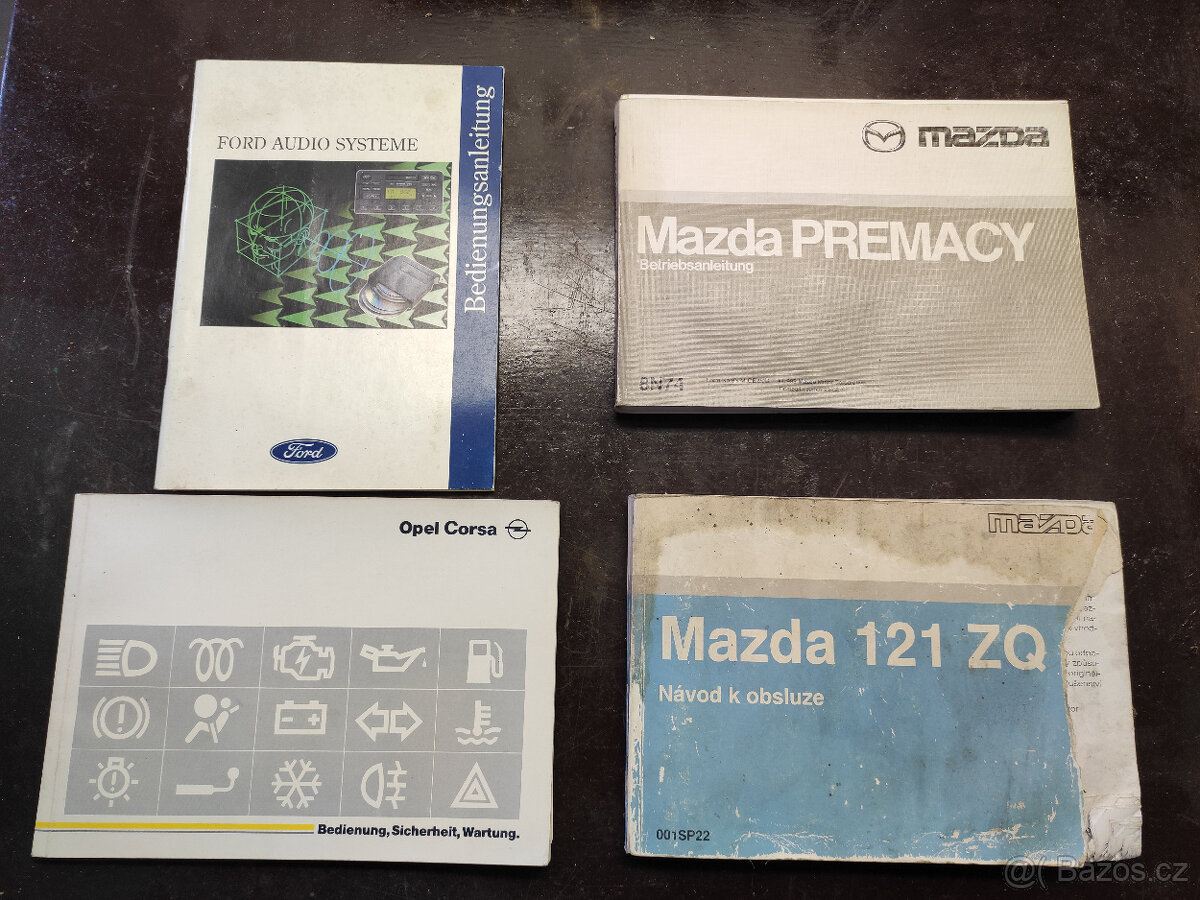 FORD AUDIO SYSTEME
Bedienungsanleitung
Ford
mazda
Mazda PREMACY
Betriebsanleitung
8N74
Opel Corsa
Bedienung, Sicherheit, Wartung.
mazda
Mazda 121 ZQ
Návod k obsluze
001SP22
@( Bazos.cz